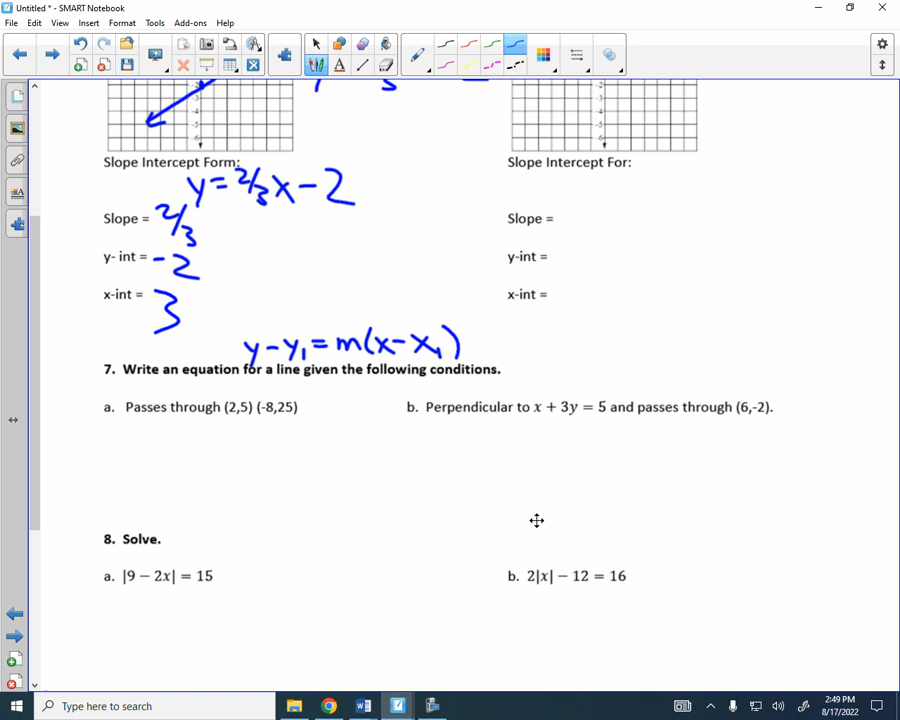 Untitled * - SMART Notebook
File Edit View Insert Format Tools Add-ons Help
Slope Intercept Form:
Slope Intercept For:
y = 2/3 x - 2
Slope = 2/3
Slope =
y- int = -2
y-int =
x-int = 3
x-int =
y - y₁ = m(x - x₁)
7. Write an equation for a line given the following conditions.
a. Passes through (2,5) (-8,25)
b. Perpendicular to x + 3y = 5 and passes through (6,-2).
8. Solve.
a. |9 − 2x| = 15
b. 2|x| − 12 = 16
Type here to search
2:49 PM
8/17/2022